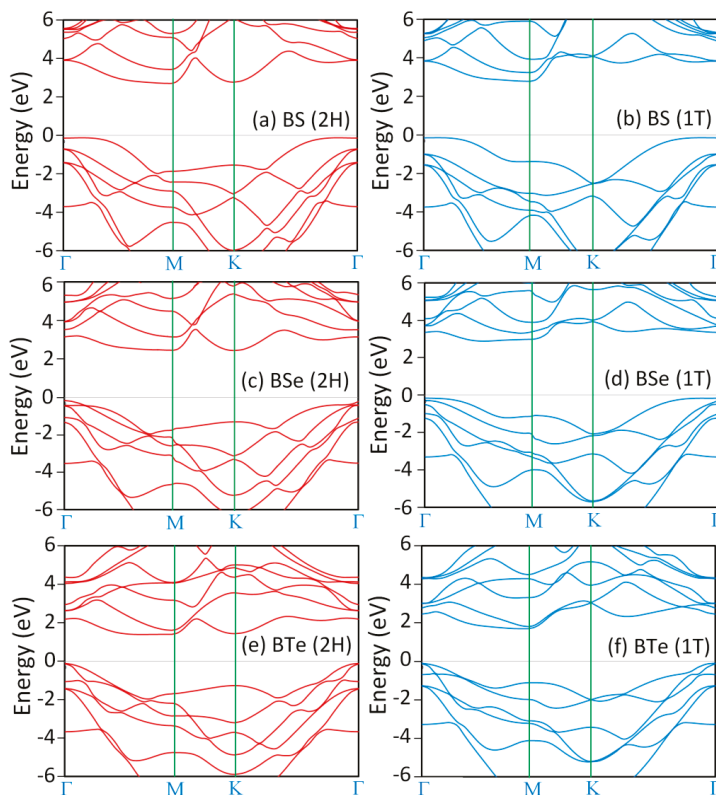 6
4
2
0
-2
-4
-6
Energy (eV)
(a) BS (2H)
Γ
M
K
Γ
6
4
2
0
-2
-4
-6
Energy (eV)
(b) BS (1T)
Γ
M
K
Γ
6
4
2
0
-2
-4
-6
Energy (eV)
(c) BSe (2H)
Γ
M
K
Γ
6
4
2
0
-2
-4
-6
Energy (eV)
(d) BSe (1T)
Γ
M
K
Γ
6
4
2
0
-2
-4
-6
Energy (eV)
(e) BTe (2H)
Γ
M
K
Γ
6
4
2
0
-2
-4
-6
Energy (eV)
(f) BTe (1T)
Γ
M
K
Γ